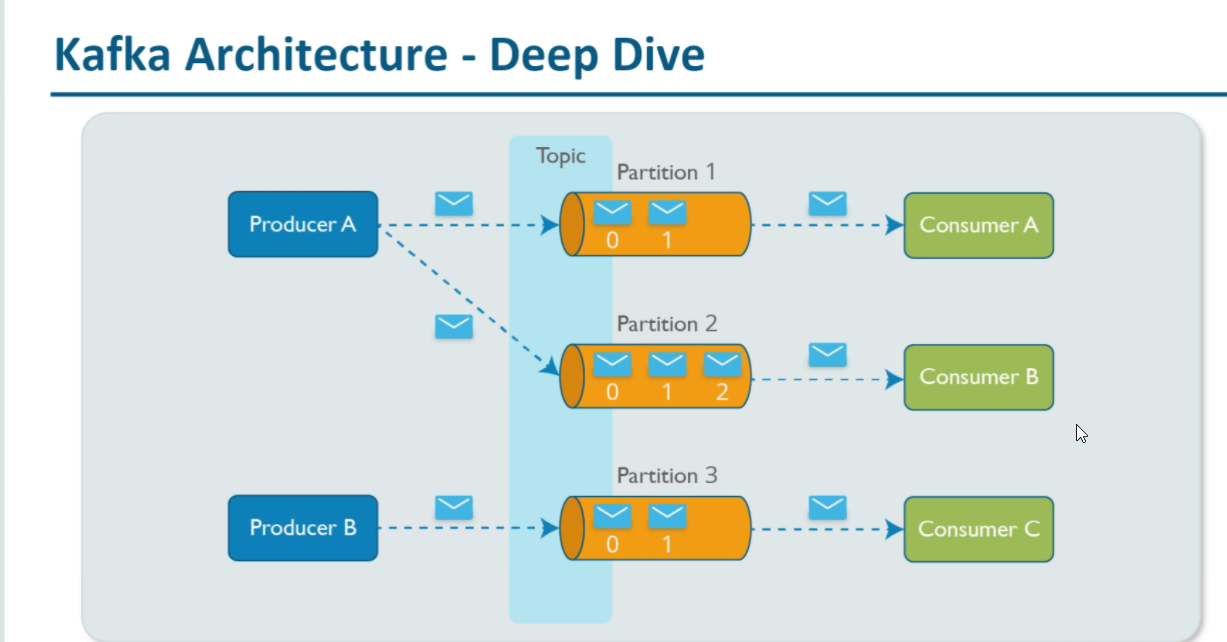 Kafka Architecture - Deep Dive
Topic
Partition 1
Producer A
0 1
Consumer A
Partition 2
0 1 2
Consumer B
Partition 3
Producer B
0 1
Consumer C